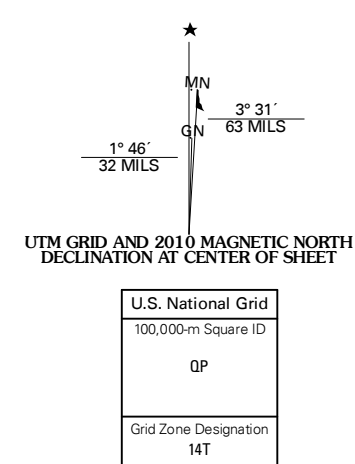 MN
GN
3° 31´
63 MILS
1° 46´
32 MILS
UTM GRID AND 2010 MAGNETIC NORTH
DECLINATION AT CENTER OF SHEET
U.S. National Grid
100,000-m Square ID
QP
Grid Zone Designation
14T